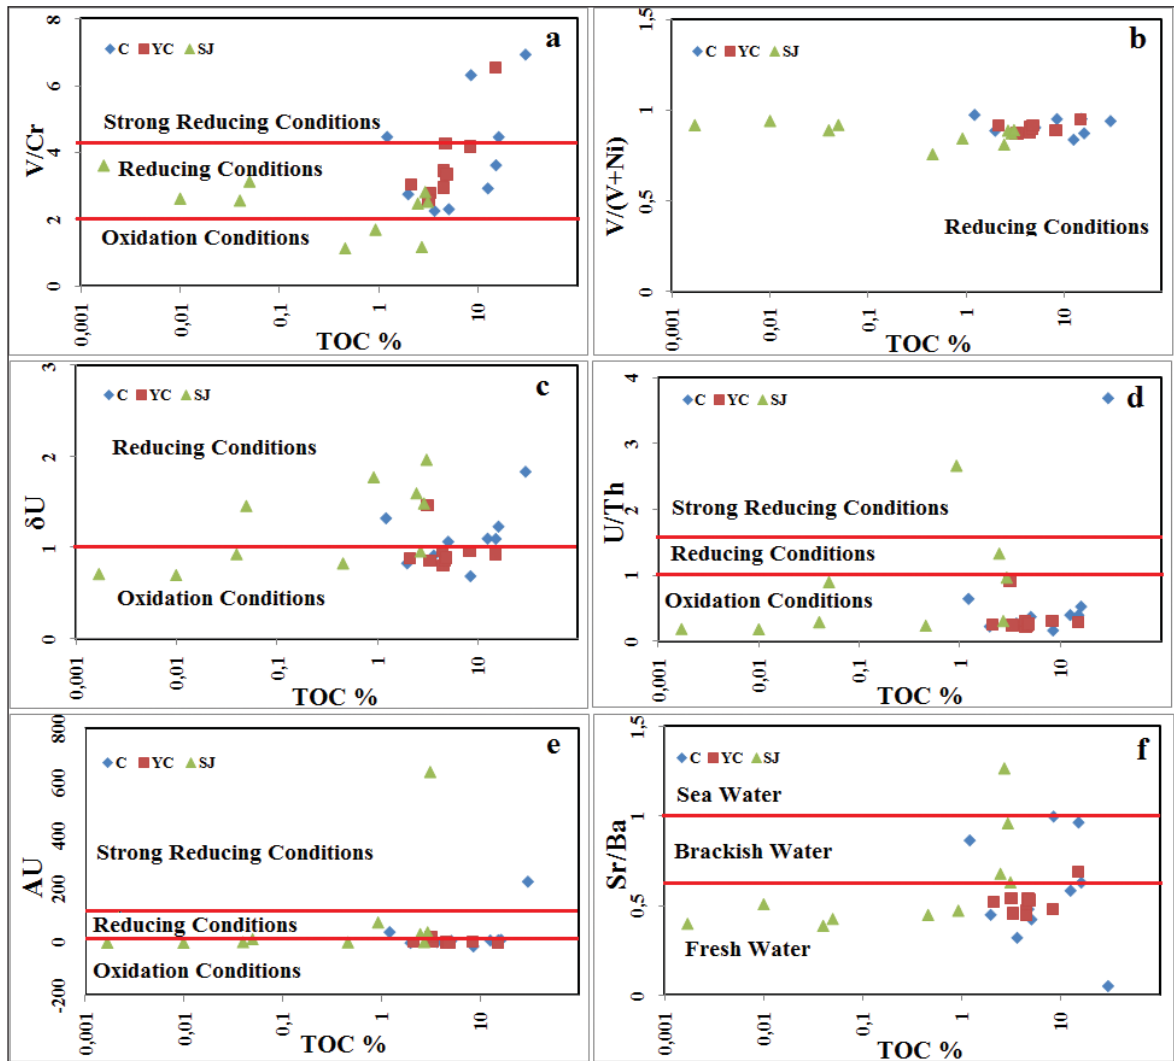 a
C YC SJ
V/Cr
8
6
4
2
0
Strong Reducing Conditions
Reducing Conditions
Oxidation Conditions
0,001 0,01 0,1 1 10
TOC %
b
C YC SJ
V/(V+Ni)
1,5
1
0,5
0
Reducing Conditions
0,001 0,01 0,1 1 10
TOC %
c
C YC SJ
δU
3
2
1
0
Reducing Conditions
Oxidation Conditions
0,001 0,01 0,1 1 10
TOC %
d
C YC SJ
U/Th
4
3
2
1
0
Strong Reducing Conditions
Reducing Conditions
Oxidation Conditions
0,001 0,01 0,1 1 10
TOC %
e
C YC SJ
AU
800
600
400
200
0
-200
Strong Reducing Conditions
Reducing Conditions
Oxidation Conditions
0,001 0,01 0,1 1 10
TOC %
f
C YC SJ
Sr/Ba
1,5
1
0,5
0
Sea Water
Brackish Water
Fresh Water
0,001 0,01 0,1 1 10
TOC %